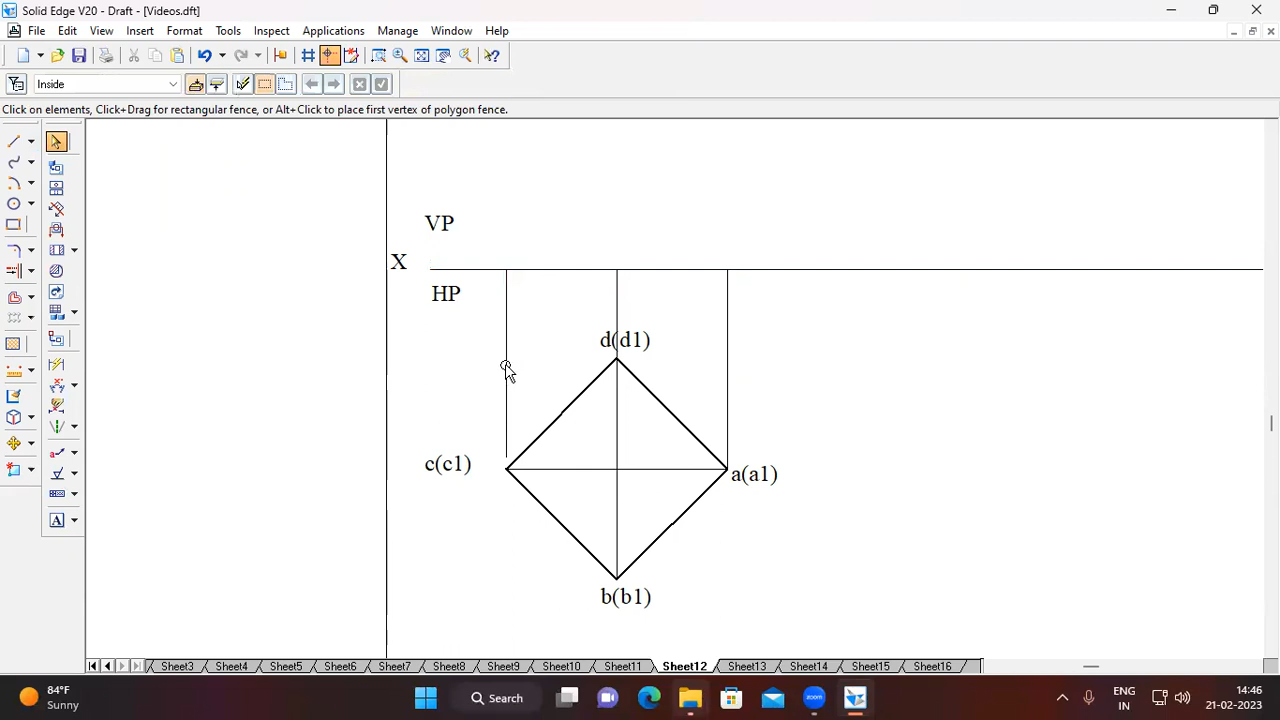 Solid Edge V20 - Draft - [Videos.dft]
File Edit View Insert Format Tools Inspect Applications Manage Window Help
Inside
Click on elements, Click+Drag for rectangular fence, or Alt+Click to place first vertex of polygon fence.
VP
X
HP
d(d1)
c(c1)
a(a1)
b(b1)
Sheet3 Sheet4 Sheet5 Sheet6 Sheet7 Sheet8 Sheet9 Sheet10 Sheet11 Sheet12 Sheet13 Sheet14 Sheet15 Sheet16
84°F
Sunny
Search
zoom
ENG
IN
14:46
21-02-2023